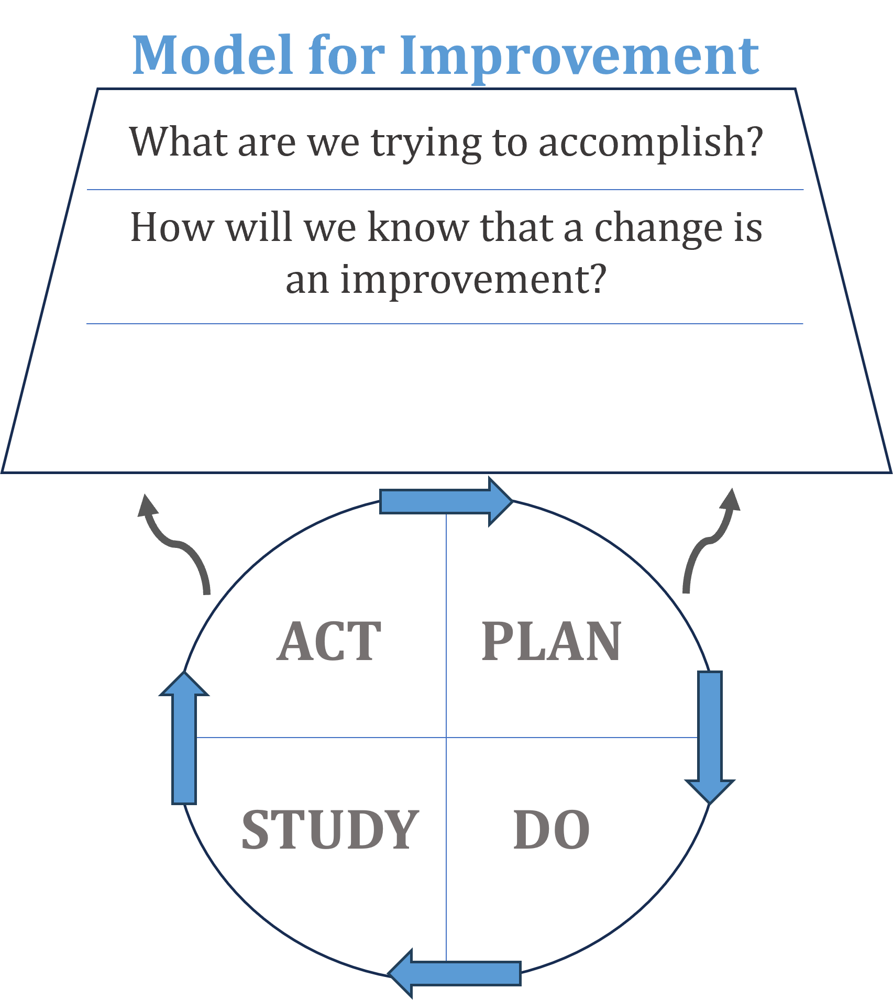 Model for Improvement
What are we trying to accomplish?
How will we know that a change is
an improvement?
ACT
PLAN
STUDY
DO